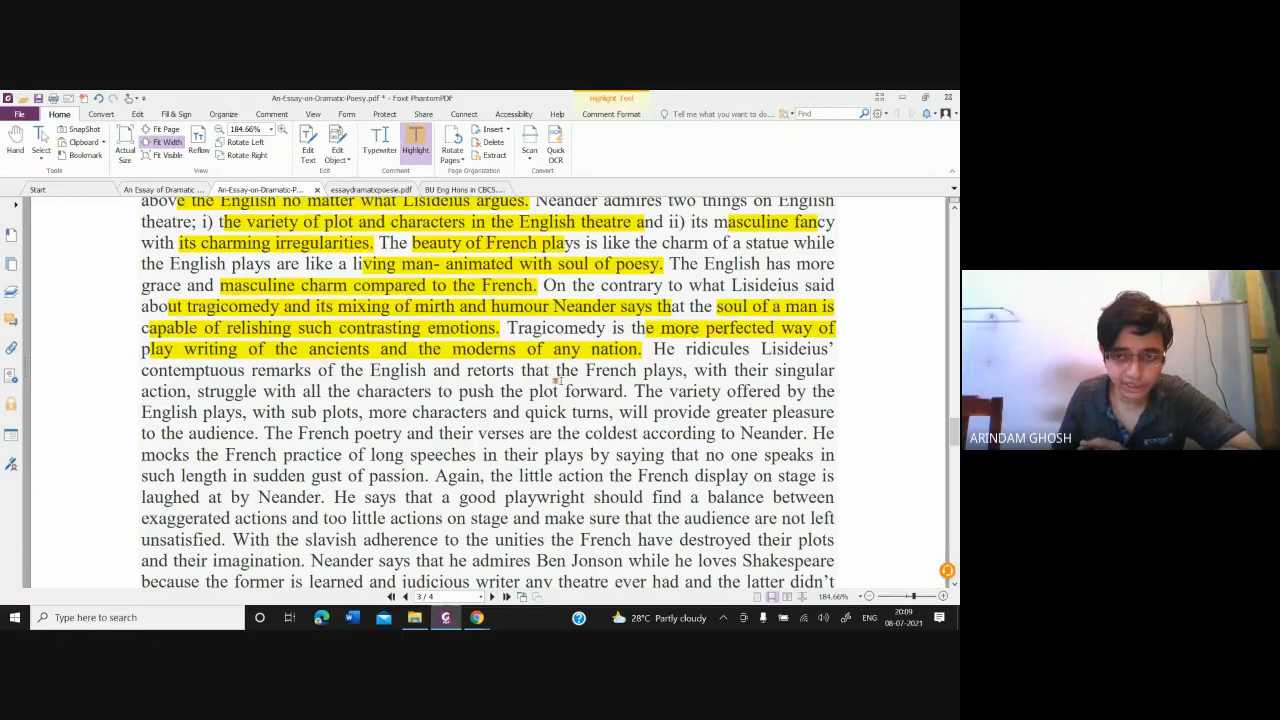 An-Essay-on-Dramatic-Poesy.pdf * - Foxit PhantomPDF
Highlight Tool
File Home Convert Edit Fill & Sign Organize Comment View Form Protect Share Connect Accessibility Help Comment Format Tell me what you want to do... Find
Hand
Select
SnapShot
Clipboard
Bookmark
Tools
Actual Size
Fit Page
Fit Width
Fit Visible
Reflow
184.66%
Rotate Left
Rotate Right
View
Edit Text
Edit Object
Edit
Typewriter
Highlight
Comment
Rotate Pages
Insert
Delete
Extract
Page Organization
Scan
Quick OCR
Convert
Start An Essay of Dramatic ... An-Essay-on-Dramatic-P... essaydramaticpoesie.pdf BU Eng Hons in CBCS....
above the English no matter what Lisideius argues. Neander admires two things on English
theatre; i) the variety of plot and characters in the English theatre and ii) its masculine fancy
with its charming irregularities. The beauty of French plays is like the charm of a statue while
the English plays are like a living man- animated with soul of poesy. The English has more
grace and masculine charm compared to the French. On the contrary to what Lisideius said
about tragicomedy and its mixing of mirth and humour Neander says that the soul of a man is
capable of relishing such contrasting emotions. Tragicomedy is the more perfected way of
play writing of the ancients and the moderns of any nation. He ridicules Lisideius’
contemptuous remarks of the English and retorts that the French plays, with their singular
action, struggle with all the characters to push the plot forward. The variety offered by the
English plays, with sub plots, more characters and quick turns, will provide greater pleasure
to the audience. The French poetry and their verses are the coldest according to Neander. He
mocks the French practice of long speeches in their plays by saying that no one speaks in
such length in sudden gust of passion. Again, the little action the French display on stage is
laughed at by Neander. He says that a good playwright should find a balance between
exaggerated actions and too little actions on stage and make sure that the audience are not left
unsatisfied. With the slavish adherence to the unities the French have destroyed their plots
and their imagination. Neander says that he admires Ben Jonson while he loves Shakespeare
because the former is learned and judicious writer any theatre ever had and the latter didn’t
3 / 4
184.66%
Type here to search
28°C Partly cloudy
ENG
20:09
08-07-2021
ARINDAM GHOSH